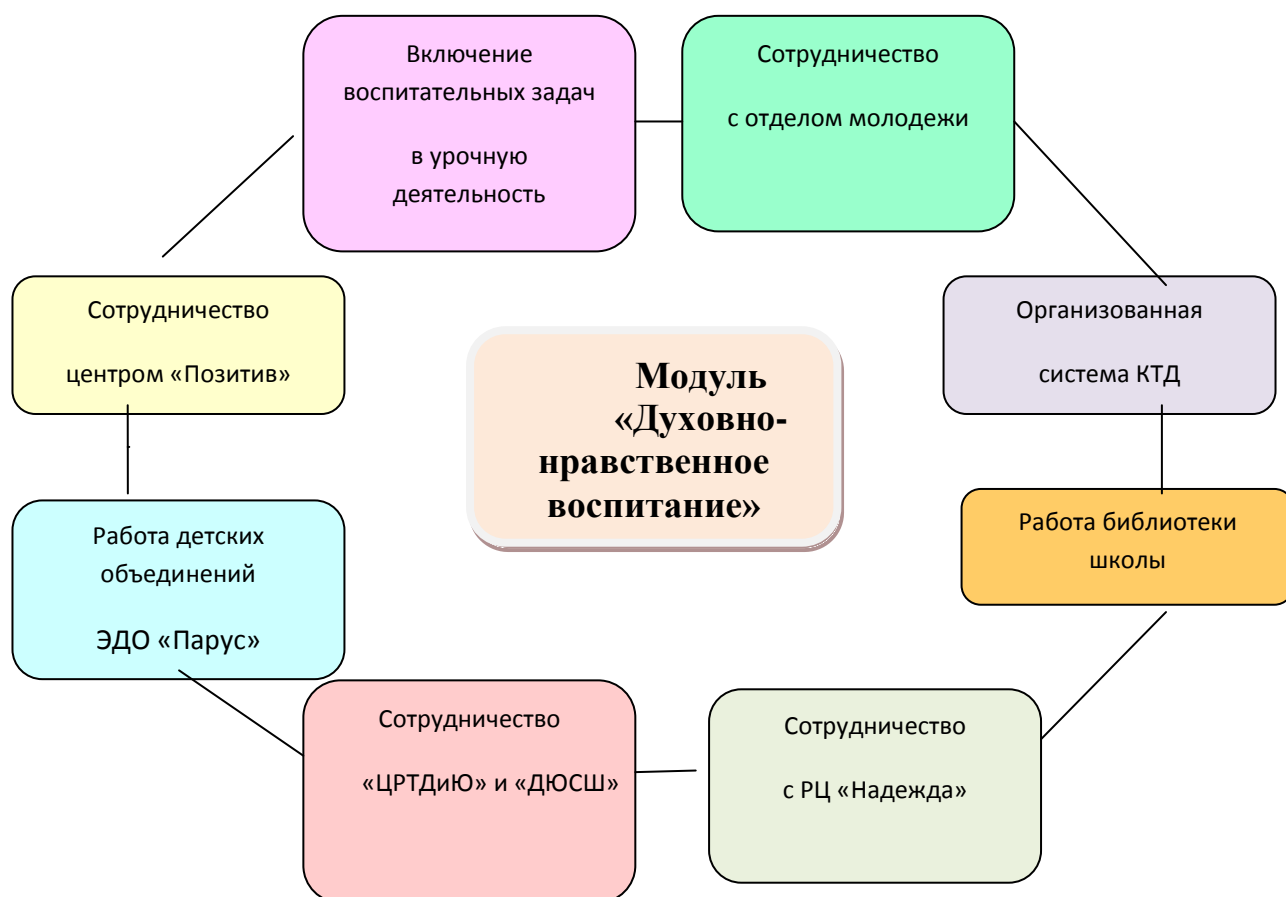 Включение
воспитательных задач
в урочную
деятельность
Сотрудничество
с отделом молодежи
Сотрудничество
центром «Позитив»
Организованная
система КТД
Модуль
«Духовно-
нравственное
воспитание»
Работа детских
объединений
ЭДО «Парус»
Работа библиотеки
школы
Сотрудничество
«ЦРТДиЮ» и «ДЮСШ»
Сотрудничество
с РЦ «Надежда»